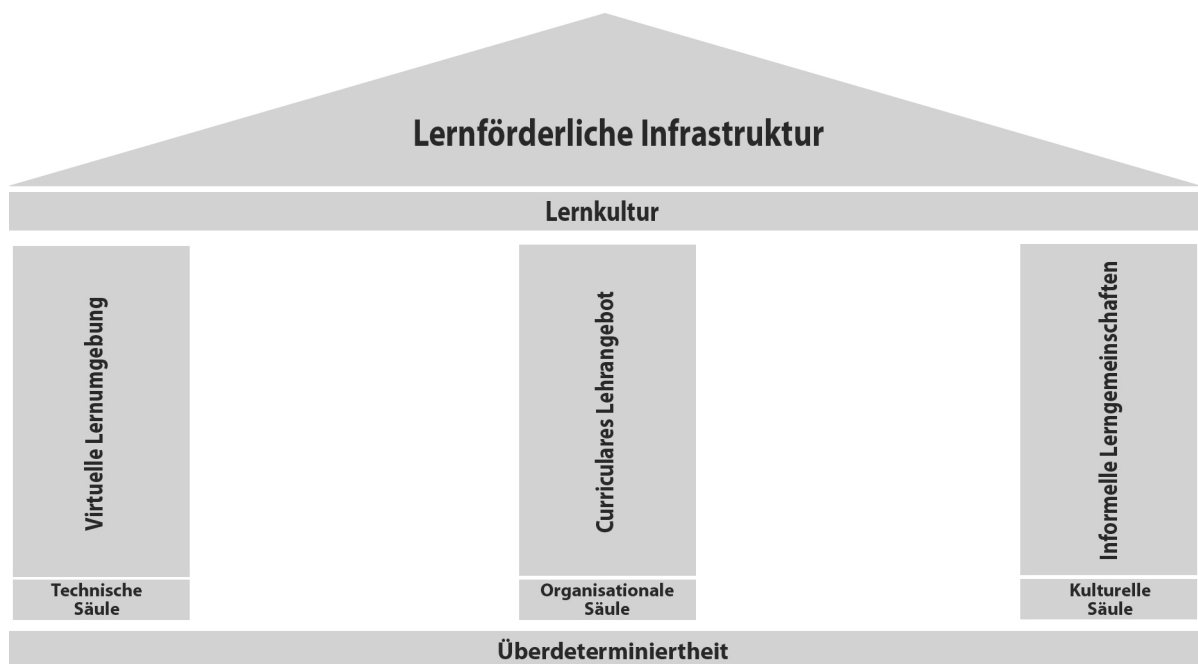 Lernförderliche Infrastruktur
Lernkultur
Virtuelle Lernumgebung
Curriculares Lehrangebot
Informelle Lerngemeinschaften
Technische
Säule
Organisationale
Säule
Kulturelle
Säule
Überdeterminiertheit